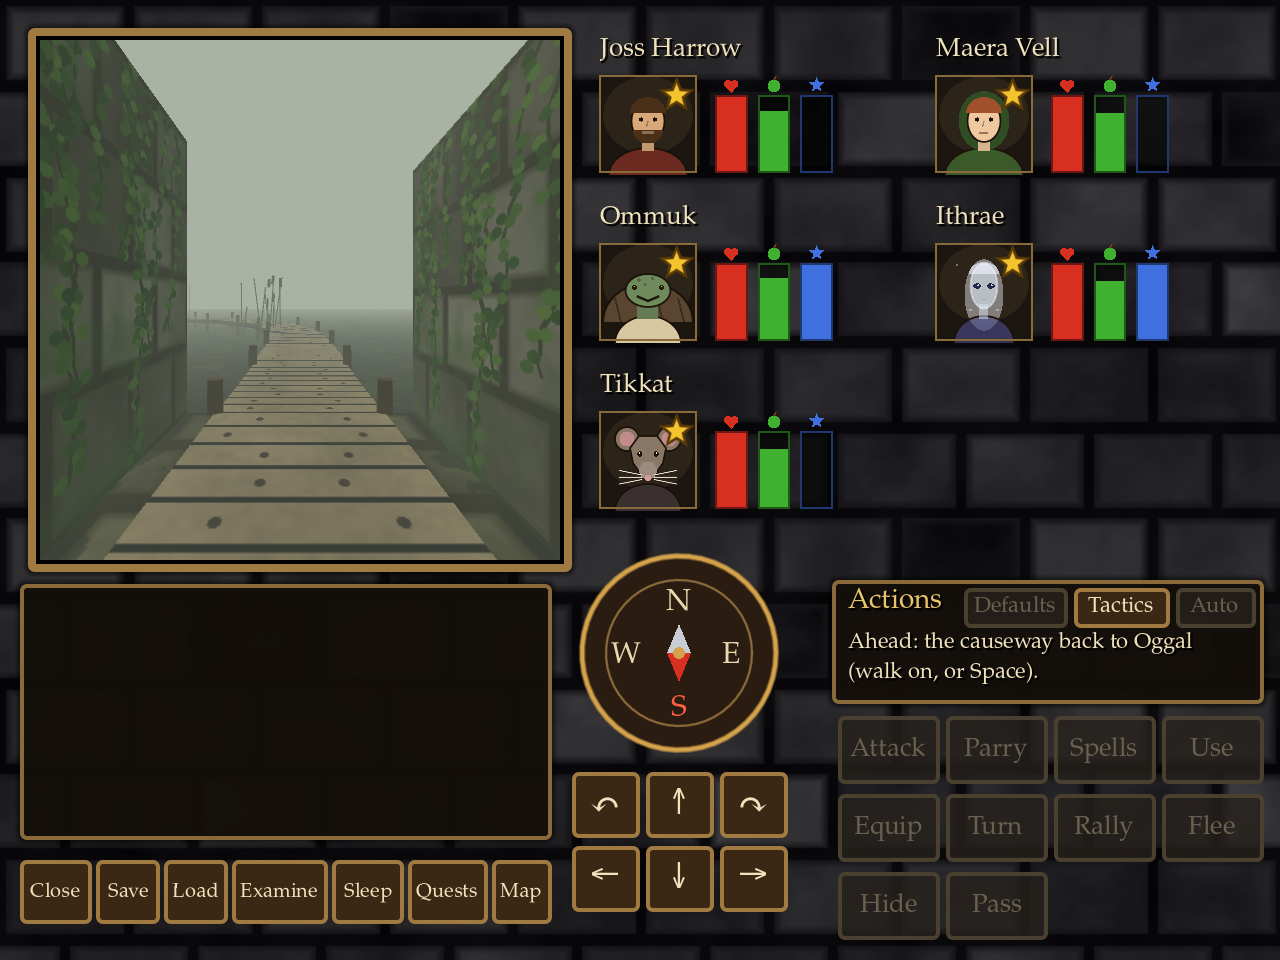 Joss Harrow
Maera Vell
Ommuk
Ithrae
Tikkat
N
W E
S
Actions Defaults Tactics Auto
Ahead: the causeway back to Oggal
(walk on, or Space).
Attack Parry Spells Use
Equip Turn Rally Flee
Hide Pass
Close Save Load Examine Sleep Quests Map